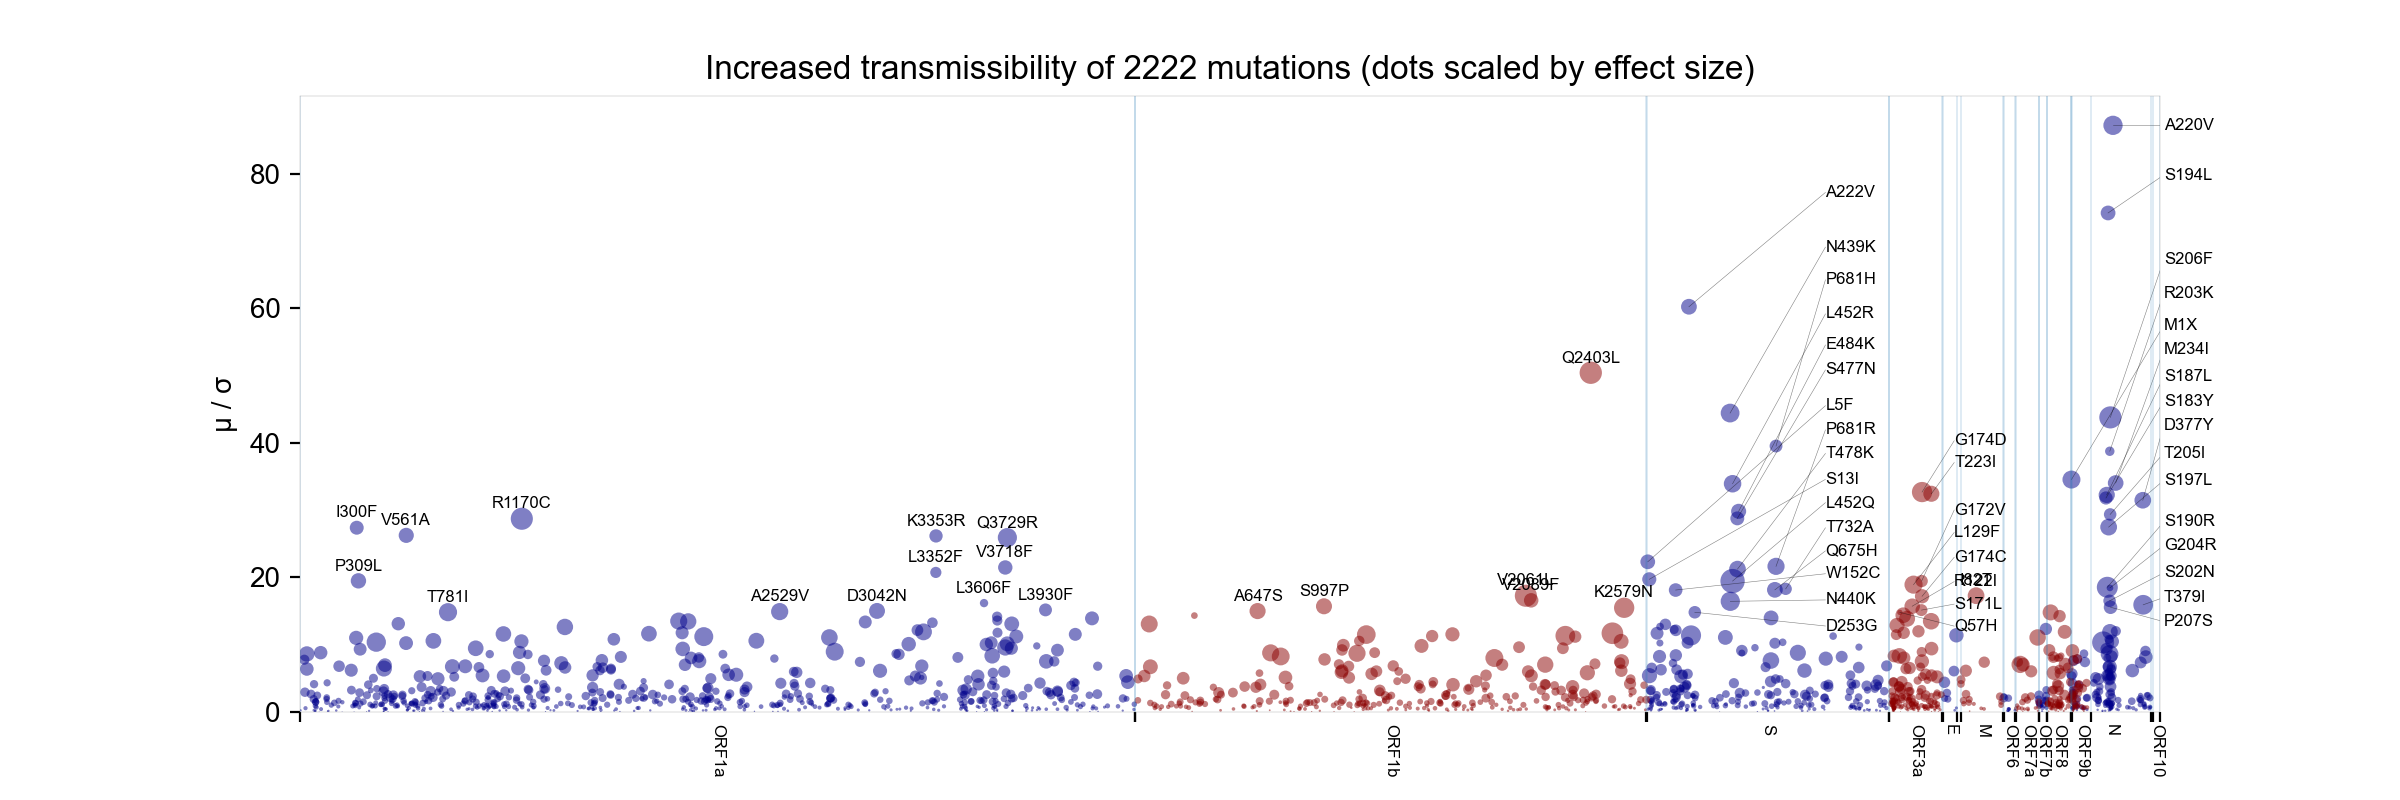 Increased transmissibility of 2222 mutations (dots scaled by effect size)
μ / σ
80
60
40
20
0
I300F
V561A
P309L
T781I
R1170C
A2529V
D3042N
K3353R
L3352F
Q3729R
V3718F
L3606F
L3930F
A647S
S997P
V2061L
V2089F
K2579N
Q2403L
A222V
N439K
P681H
L452R
E484K
S477N
L5F
P681R
T478K
S13I
L452Q
T732A
Q675H
W152C
N440K
D253G
G174D
T223I
G172V
L129F
G174C
R122I
S171L
Q57H
A220V
S194L
S206F
R203K
M1X
M234I
S187L
S183Y
D377Y
T205I
S197L
S190R
G204R
S202N
T379I
P207S
ORF1a
ORF1b
S
ORF3a
E
M
ORF6
ORF7a
ORF7b
ORF8
ORF9b
N
ORF10